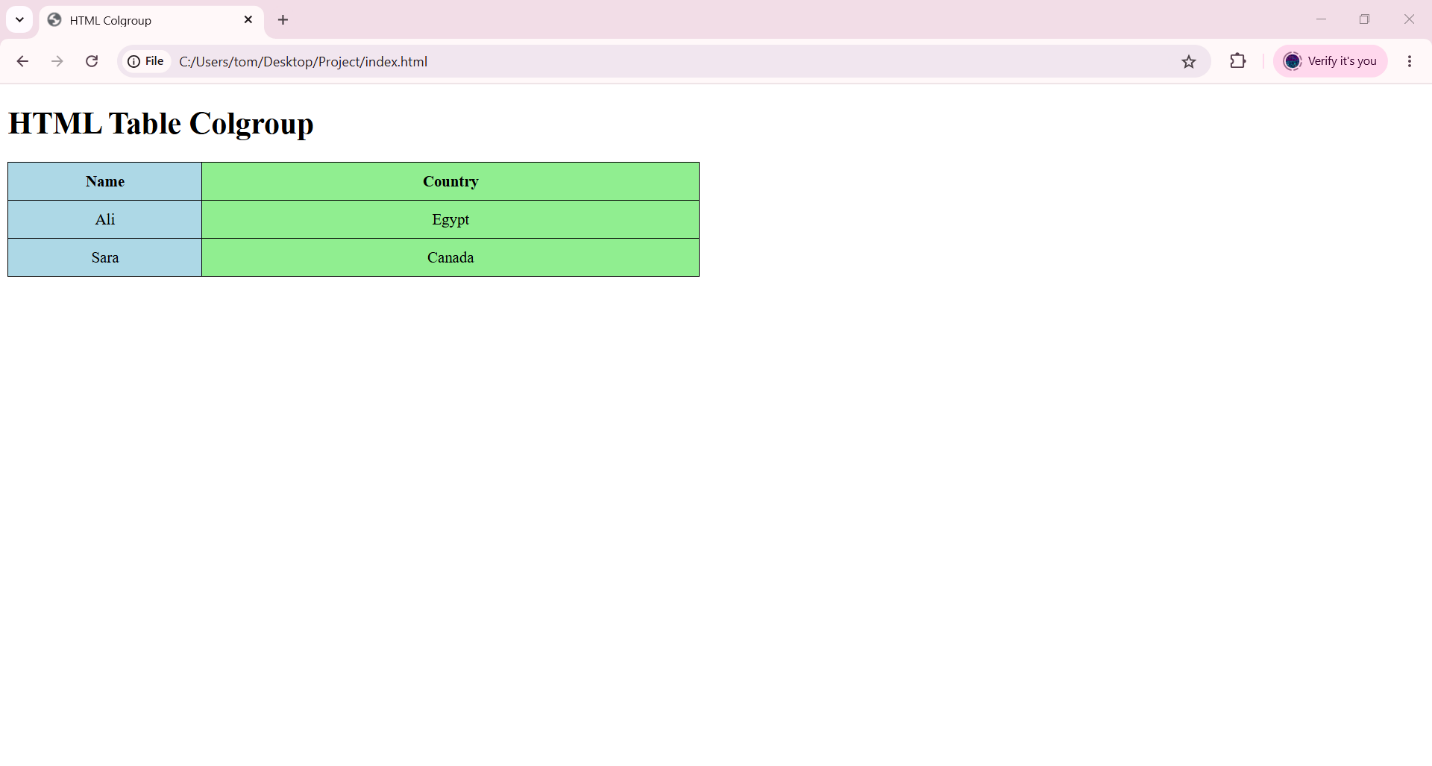 HTML Colgroup
File C:/Users/tom/Desktop/Project/index.html Verify it's you
HTML Table Colgroup
Name Country
Ali Egypt
Sara Canada